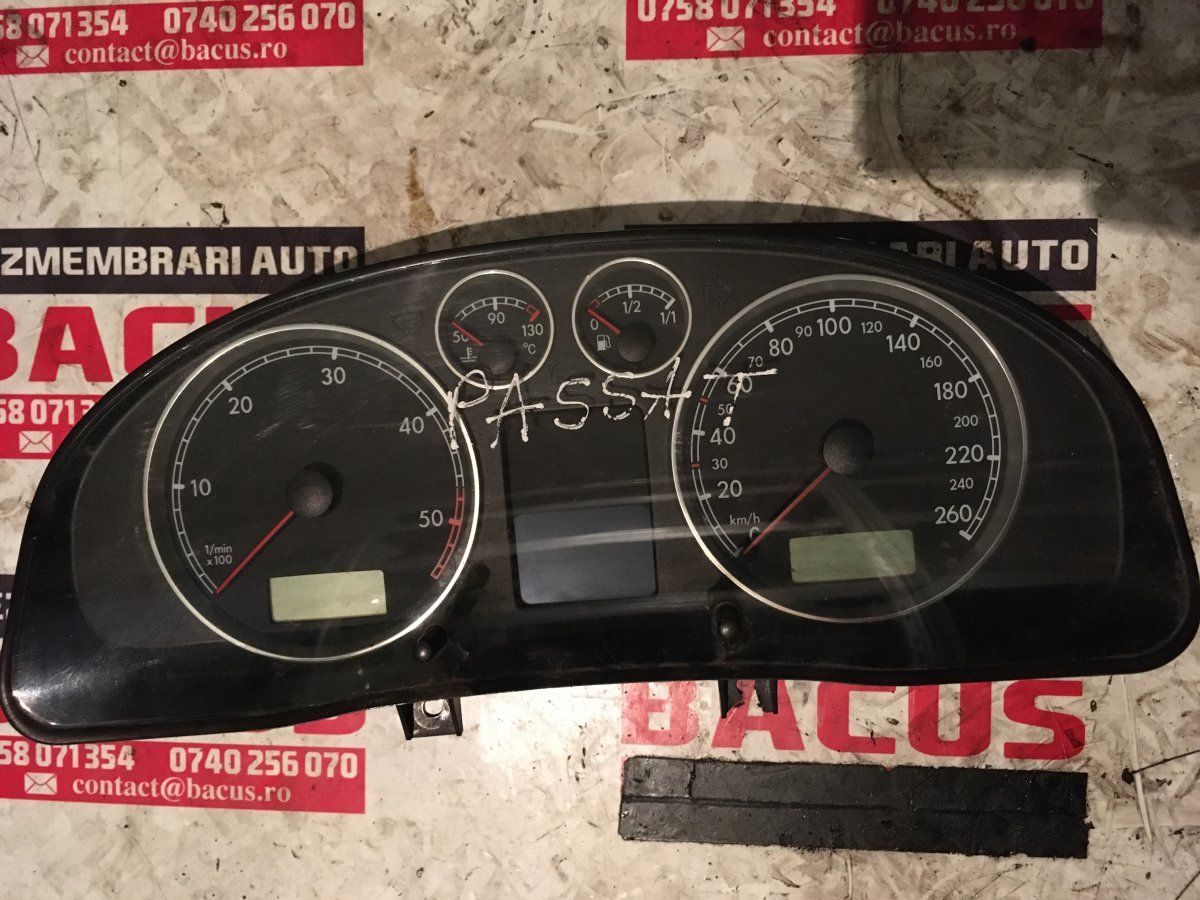 58 071354 0740 256 070
contact@bacus.ro
0758 071354 0740 256 070
contact@bacus.ro
ZMEMBRARI AUTO
BRARI AUTO
BACUS
58 071
PASSAT
50 90 130 °C
0 1/2 1/1
10 20 30 40 50
1/min
x100
0 20 30 40 50 60 70 80 90 100 120 140 160 180 200 220 240 260
km/h
BACUS
58 071354 0740 256 070
contact@bacus.ro